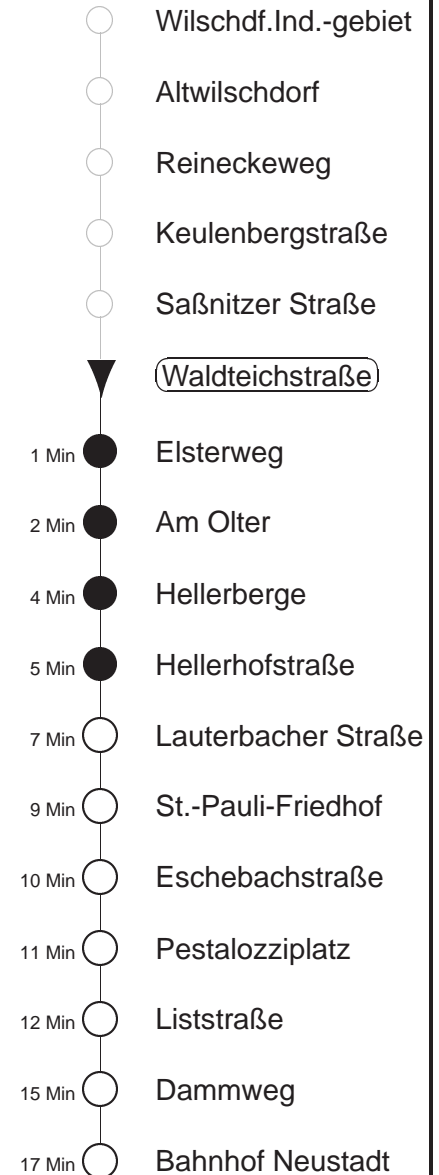 Wilschdf.Ind.-gebiet
Altwilschdorf
Reineckeweg
Keulenbergstraße
Saßnitzer Straße
Waldteichstraße
1 Min Elsterweg
2 Min Am Olter
4 Min Hellerberge
5 Min Hellerhofstraße
7 Min Lauterbacher Straße
9 Min St.-Pauli-Friedhof
10 Min Eschebachstraße
11 Min Pestalozziplatz
12 Min Liststraße
15 Min Dammweg
17 Min Bahnhof Neustadt